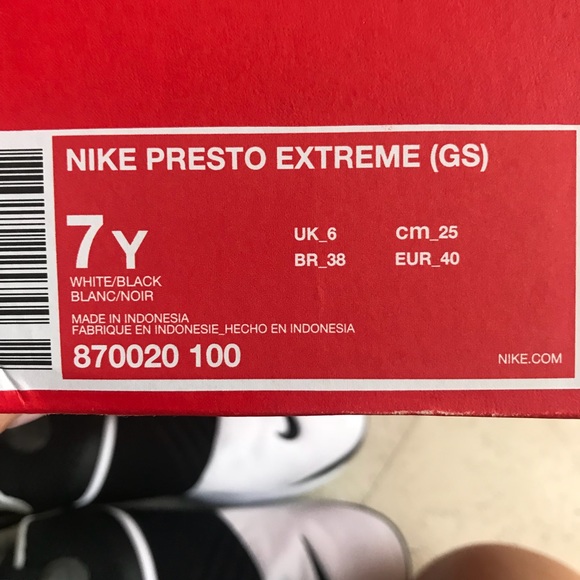 NIKE PRESTO EXTREME (GS)
7Y
UK_6 cm_25
BR_38 EUR_40
WHITE/BLACK
BLANC/NOIR
MADE IN INDONESIA
FABRIQUE EN INDONESIE_HECHO EN INDONESIA
870020 100
NIKE.COM